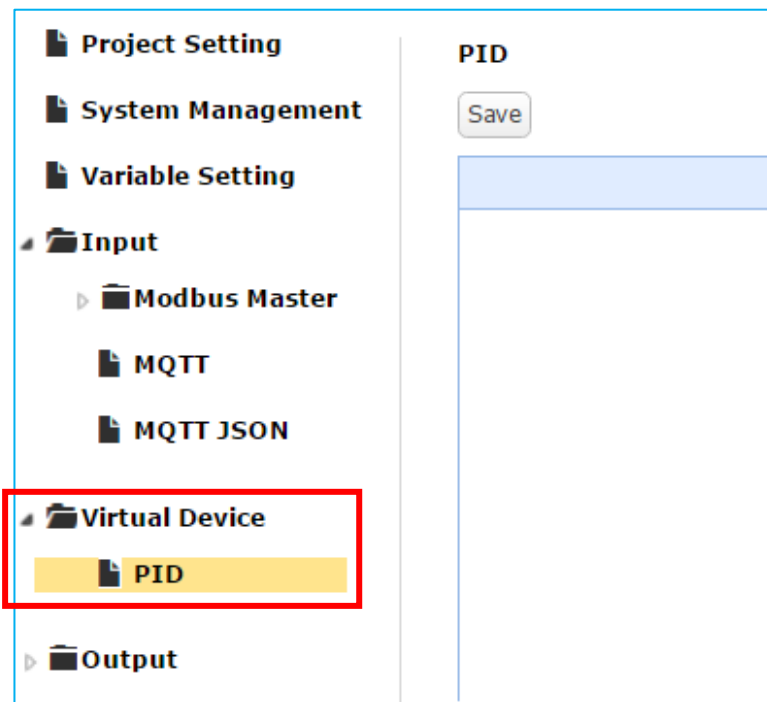 Project Setting
System Management
Variable Setting
Input
Modbus Master
MQTT
MQTT JSON
Virtual Device
PID
Output
PID
Save